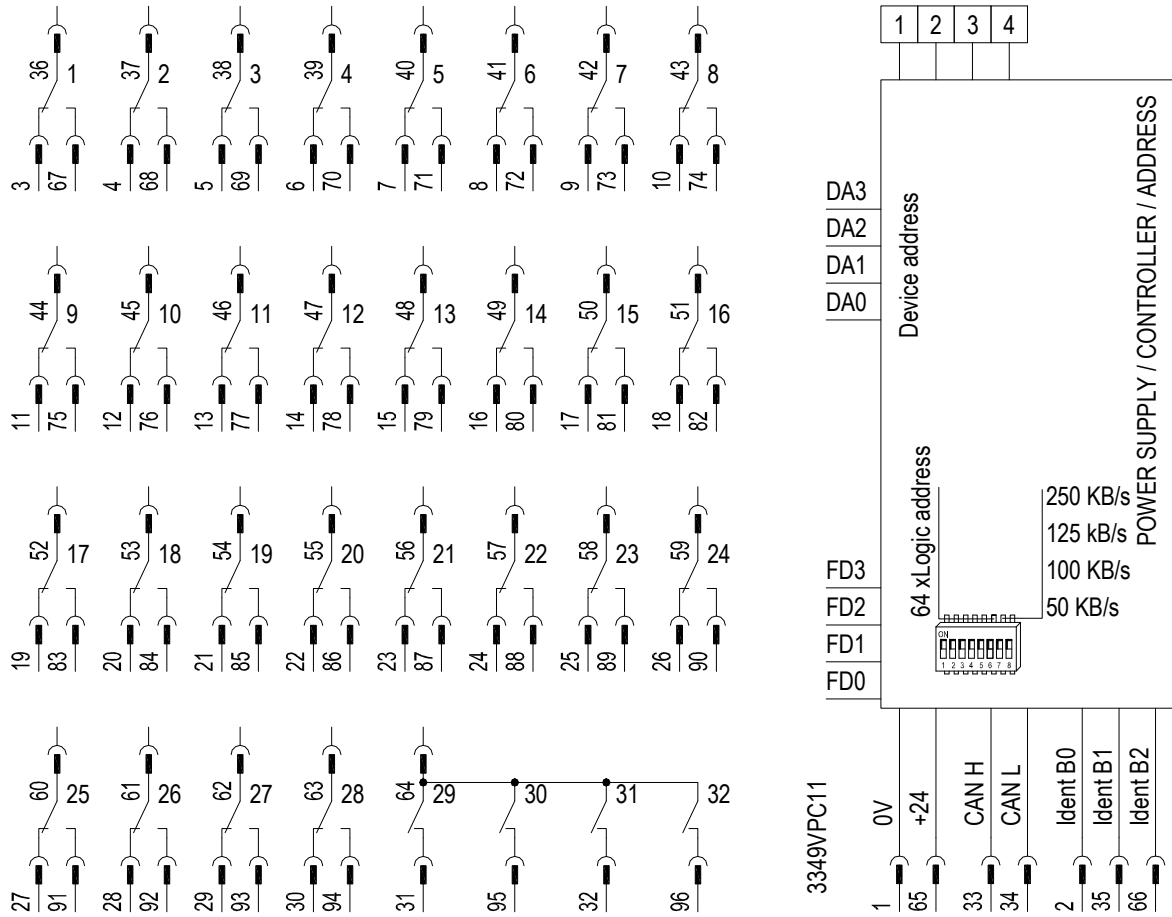 36 1 37 2 38 3 39 4 40 5 41 6 42 7 43 8
3 67 4 68 5 69 6 70 7 71 8 72 9 73 10 74
44 9 45 10 46 11 47 12 48 13 49 14 50 15 51 16
11 75 12 76 13 77 14 78 15 79 16 80 17 81 18 82
52 17 53 18 54 19 55 20 56 21 57 22 58 23 59 24
19 83 20 84 21 85 22 86 23 87 24 88 25 89 26 90
60 25 61 26 62 27 63 28 64 29 30 31 32
27 91 28 92 29 93 30 94 31 95 32 96
1 2 3 4
DA3
DA2
DA1
DA0
Device address
POWER SUPPLY / CONTROLLER / ADDRESS
64 xLogic address
250 KB/s
125 kB/s
100 KB/s
50 KB/s
FD3
FD2
FD1
FD0
ON
1 2 3 4 5 6 7 8
3349VPC11
0V
+24
CAN H
CAN L
Ident B0
Ident B1
Ident B2
1 65 33 34 2 35 66